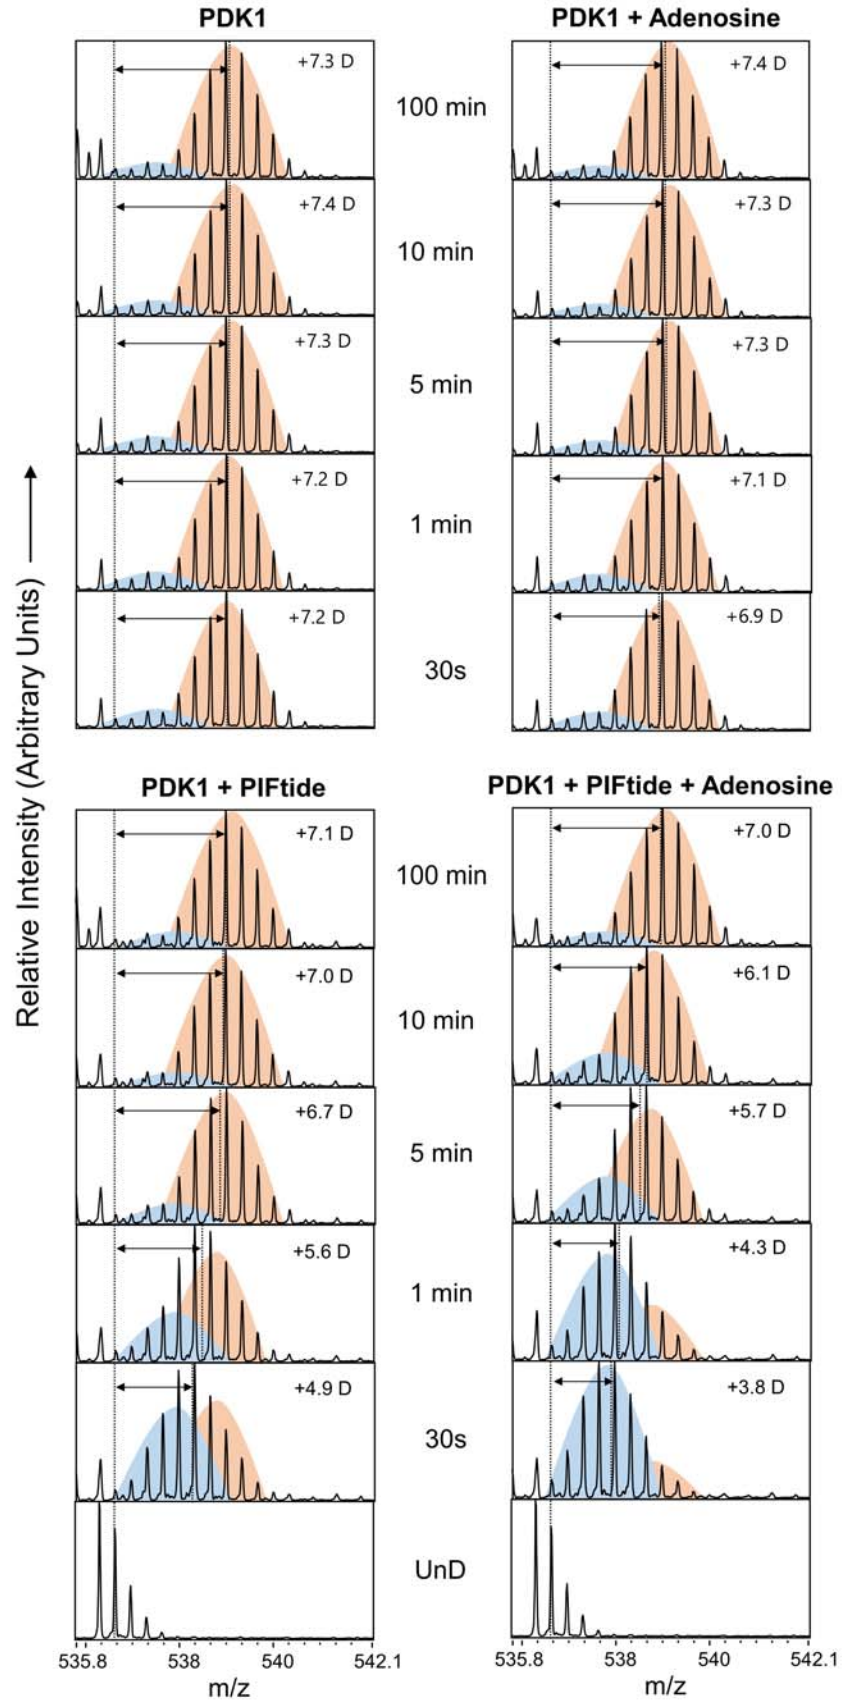 PDK1
PDK1 + Adenosine
+7.3 D
100 min
+7.4 D
+7.4 D
10 min
+7.3 D
+7.3 D
5 min
+7.3 D
+7.2 D
1 min
+7.1 D
+7.2 D
30s
+6.9 D
Relative Intensity (Arbitrary Units)
PDK1 + PIFtide
PDK1 + PIFtide + Adenosine
+7.1 D
100 min
+7.0 D
+7.0 D
10 min
+6.1 D
+6.7 D
5 min
+5.7 D
+5.6 D
1 min
+4.3 D
+4.9 D
30s
+3.8 D
UnD
535.8 538 540 542.1
535.8 538 540 542.1
m/z
m/z